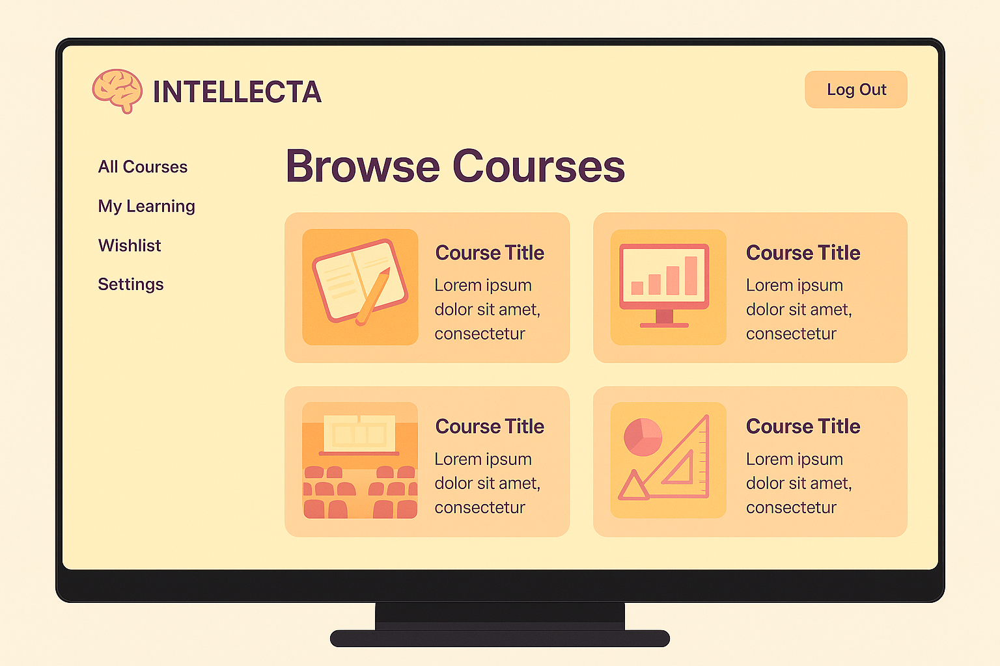 INTELLECTA
Log Out
All Courses
My Learning
Wishlist
Settings
Browse Courses
Course Title
Lorem ipsum
dolor sit amet,
consectetur
Course Title
Lorem ipsum
dolor sit amet,
consectetur
Course Title
Lorem ipsum
dolor sit amet,
consectetur
Course Title
Lorem ipsum
dolor sit amet,
consectetur